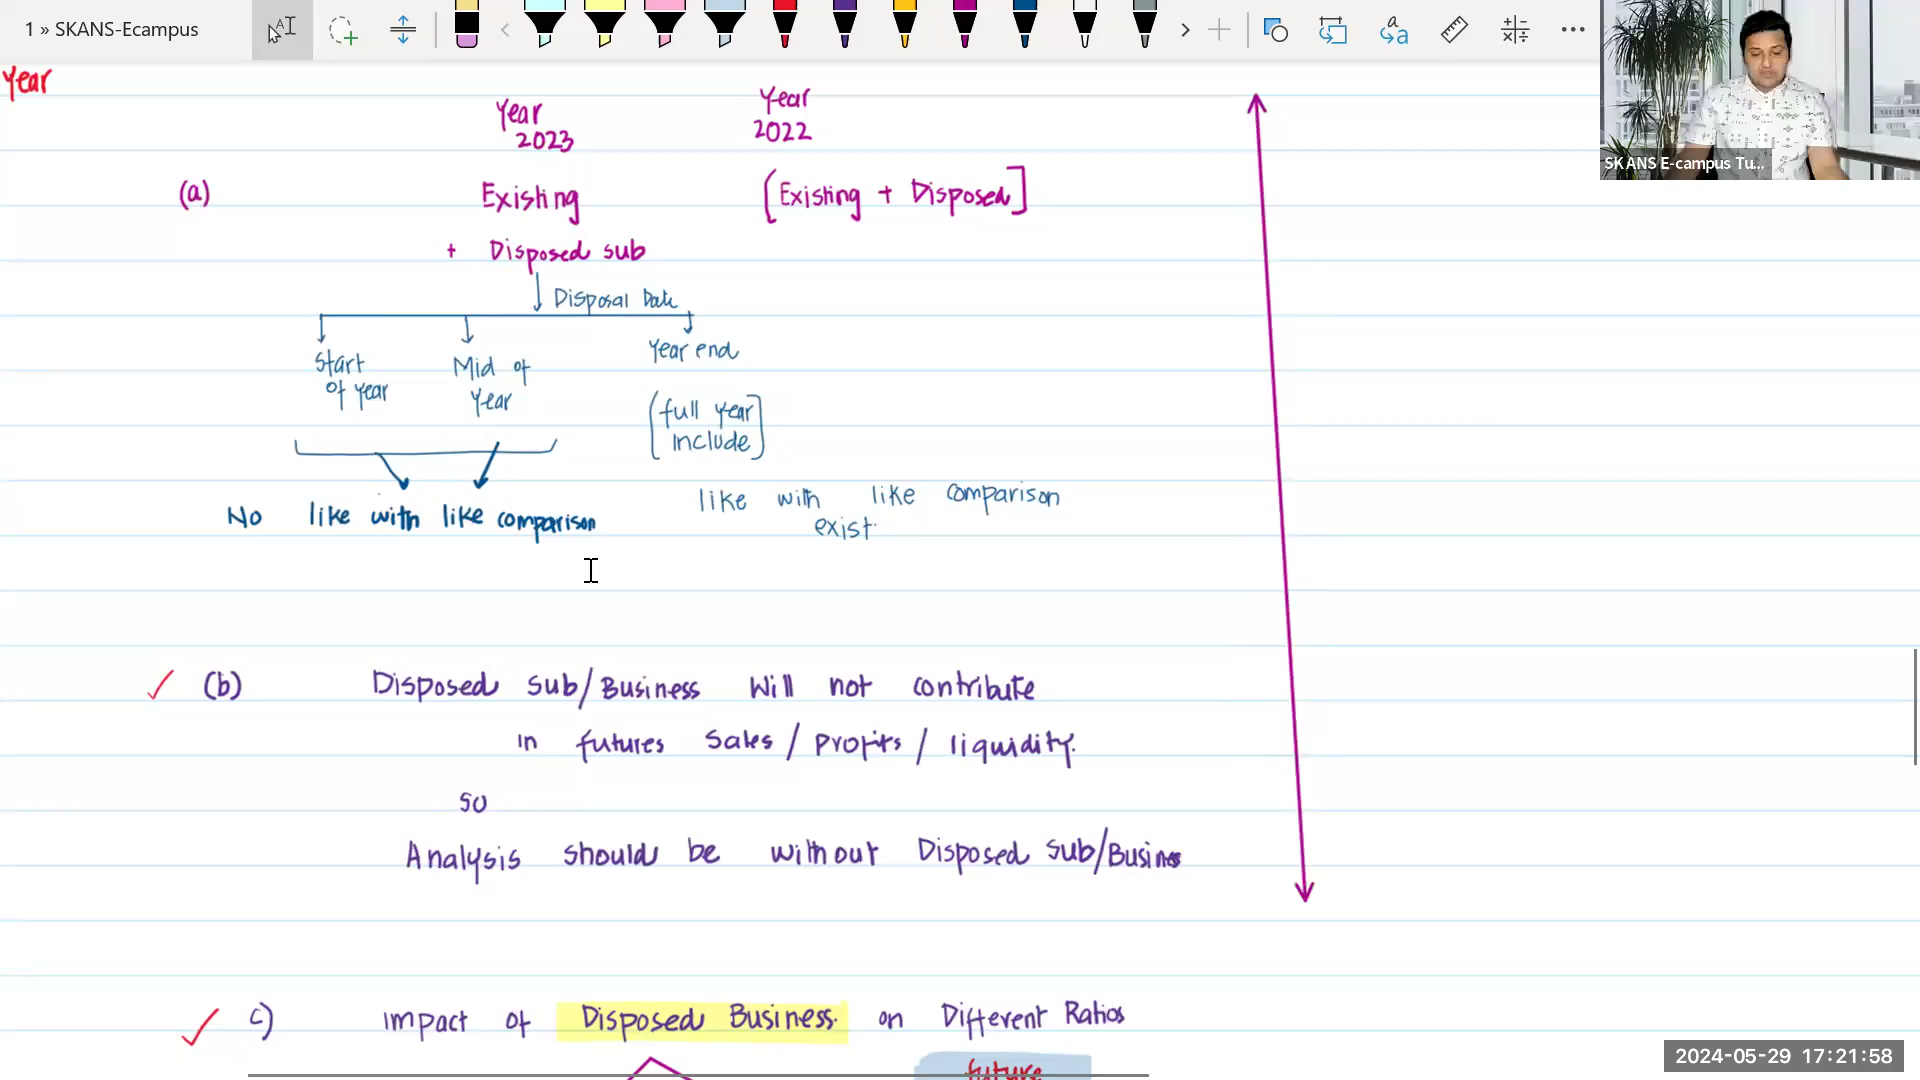 1 » SKANS-Ecampus
Year
Year
2023
Year
2022
(a)
Existing
[Existing + Disposed]
+ Disposed sub
Disposal Date
Start
of year
Mid of
Year
Year end
[full year
include]
No like with like comparison
like with like comparison
exist.
(b) Disposed sub/Business Will not contribute
in futures Sales / Profits / liquidity.
so
Analysis should be without Disposed sub/Busines
c) Impact of Disposed Business. on Different Ratios
future
SKANS E-campus Tu...
2024-05-29 17:21:58